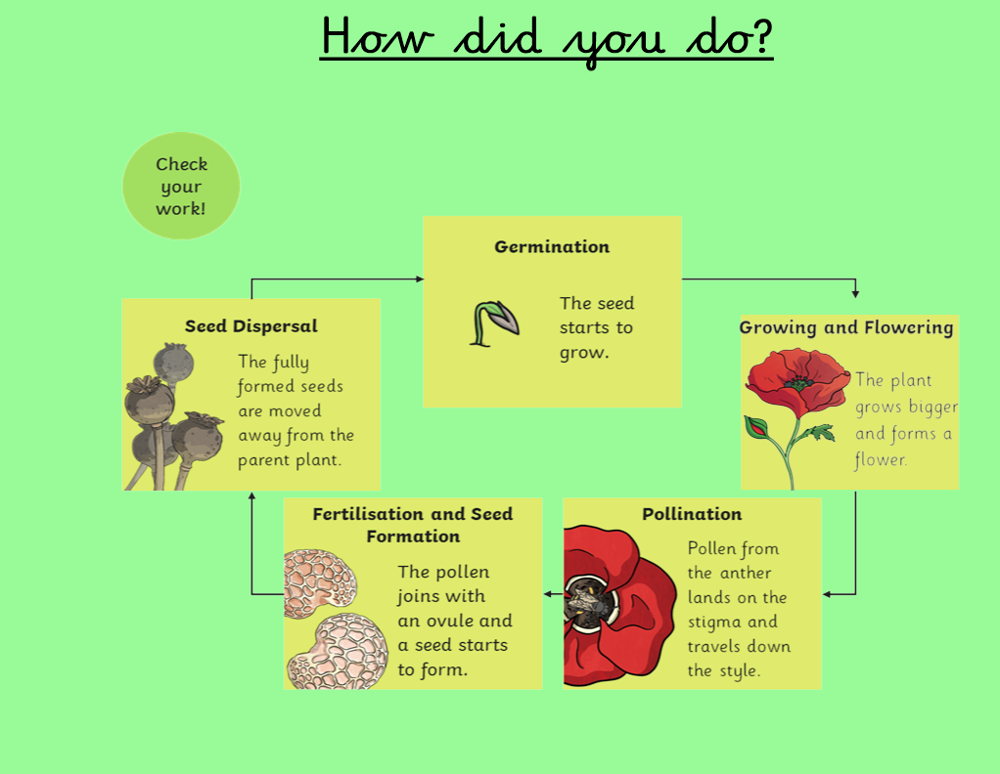 How did you do?
Check
your
work!
Germination
The seed
starts to
grow.
Growing and Flowering
The plant
grows bigger
and forms a
flower.
Pollination
Pollen from
the anther
lands on the
stigma and
travels down
the style.
Fertilisation and Seed
Formation
The pollen
joins with
an ovule and
a seed starts
to form.
Seed Dispersal
The fully
formed seeds
are moved
away from the
parent plant.